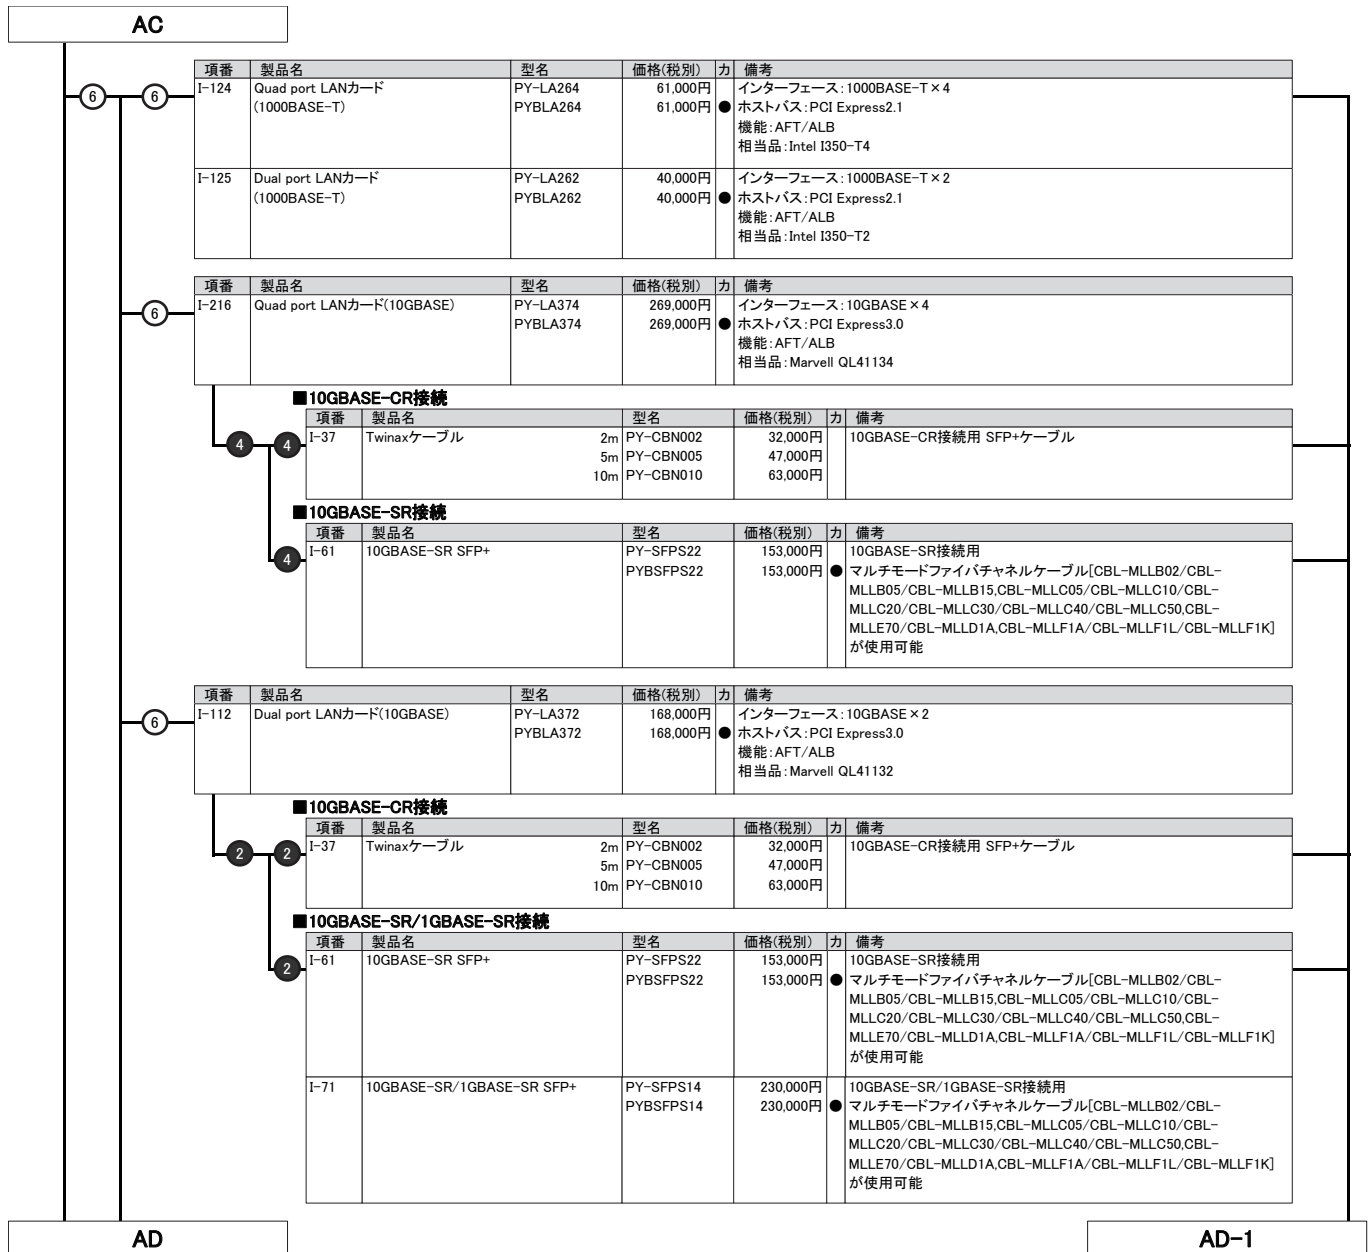 AC
項番 製品名 型名 価格(税別) カ 備考
⑥ ⑥ I-124 Quad port LANカード PY-LA264 61,000円 インターフェース:1000BASE-T×4
(1000BASE-T) PYBLA264 61,000円 ● ホストバス:PCI Express2.1
機能:AFT/ALB
相当品:Intel I350-T4
I-125 Dual port LANカード PY-LA262 40,000円 インターフェース:1000BASE-T×2
(1000BASE-T) PYBLA262 40,000円 ● ホストバス:PCI Express2.1
機能:AFT/ALB
相当品:Intel I350-T2
項番 製品名 型名 価格(税別) カ 備考
⑥ I-216 Quad port LANカード(10GBASE) PY-LA374 269,000円 インターフェース:10GBASE×4
PYBLA374 269,000円 ● ホストバス:PCI Express3.0
機能:AFT/ALB
相当品:Marvell QL41134
■10GBASE-CR接続
項番 製品名 型名 価格(税別) カ 備考
❹ ❹ I-37 Twinaxケーブル 2m PY-CBN002 32,000円 10GBASE-CR接続用 SFP+ケーブル
5m PY-CBN005 47,000円
10m PY-CBN010 63,000円
■10GBASE-SR接続
項番 製品名 型名 価格(税別) カ 備考
❹ I-61 10GBASE-SR SFP+ PY-SFPS22 153,000円 10GBASE-SR接続用
PYBSFPS22 153,000円 ● マルチモードファイバチャネルケーブル[CBL-MLLB02/CBL-
MLLB05/CBL-MLLB15,CBL-MLLC05/CBL-MLLC10/CBL-
MLLC20/CBL-MLLC30/CBL-MLLC40/CBL-MLLC50,CBL-
MLLE70/CBL-MLLD1A,CBL-MLLF1A/CBL-MLLF1L/CBL-MLLF1K]
が使用可能
項番 製品名 型名 価格(税別) カ 備考
⑥ I-112 Dual port LANカード(10GBASE) PY-LA372 168,000円 インターフェース:10GBASE×2
PYBLA372 168,000円 ● ホストバス:PCI Express3.0
機能:AFT/ALB
相当品:Marvell QL41132
■10GBASE-CR接続
項番 製品名 型名 価格(税別) カ 備考
❷ ❷ I-37 Twinaxケーブル 2m PY-CBN002 32,000円 10GBASE-CR接続用 SFP+ケーブル
5m PY-CBN005 47,000円
10m PY-CBN010 63,000円
■10GBASE-SR/1GBASE-SR接続
項番 製品名 型名 価格(税別) カ 備考
❷ I-61 10GBASE-SR SFP+ PY-SFPS22 153,000円 10GBASE-SR接続用
PYBSFPS22 153,000円 ● マルチモードファイバチャネルケーブル[CBL-MLLB02/CBL-
MLLB05/CBL-MLLB15,CBL-MLLC05/CBL-MLLC10/CBL-
MLLC20/CBL-MLLC30/CBL-MLLC40/CBL-MLLC50,CBL-
MLLE70/CBL-MLLD1A,CBL-MLLF1A/CBL-MLLF1L/CBL-MLLF1K]
が使用可能
I-71 10GBASE-SR/1GBASE-SR SFP+ PY-SFPS14 230,000円 10GBASE-SR/1GBASE-SR接続用
PYBSFPS14 230,000円 ● マルチモードファイバチャネルケーブル[CBL-MLLB02/CBL-
MLLB05/CBL-MLLB15,CBL-MLLC05/CBL-MLLC10/CBL-
MLLC20/CBL-MLLC30/CBL-MLLC40/CBL-MLLC50,CBL-
MLLE70/CBL-MLLD1A,CBL-MLLF1A/CBL-MLLF1L/CBL-MLLF1K]
が使用可能
AD AD-1